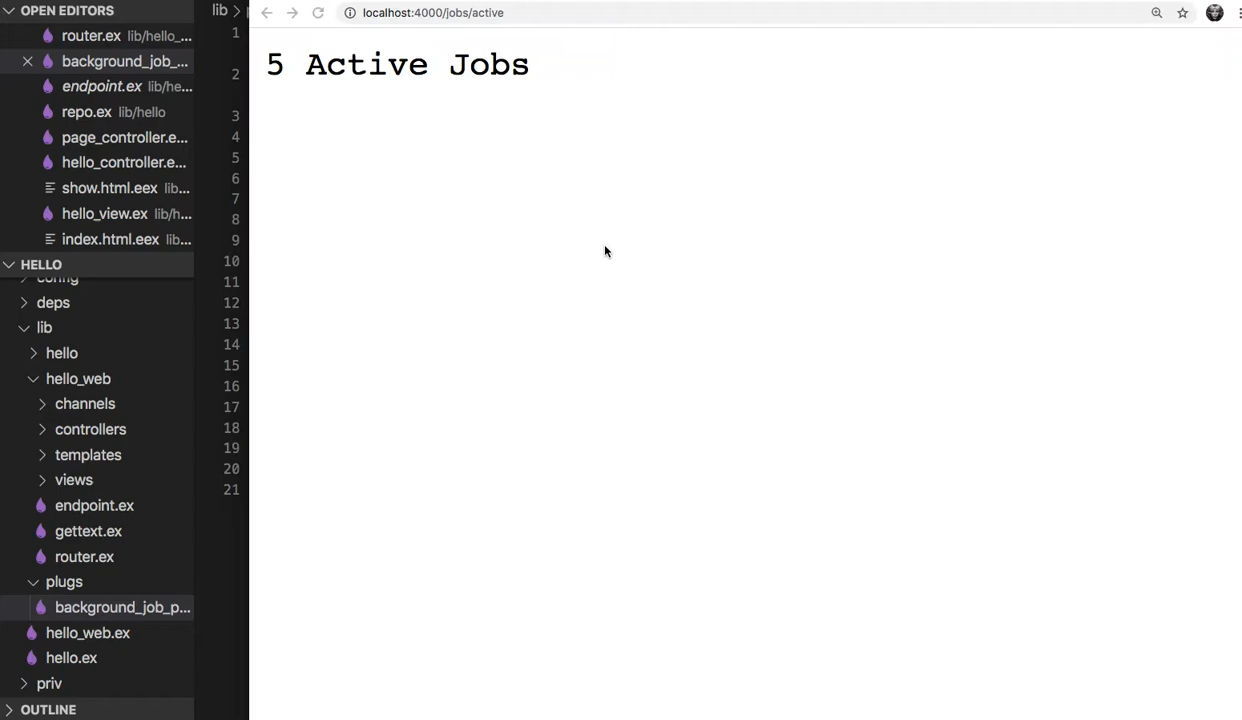 OPEN EDITORS
router.ex lib/hello_...
background_job_...
endpoint.ex lib/he...
repo.ex lib/hello
page_controller.e...
hello_controller.e...
show.html.eex lib...
hello_view.ex lib/h...
index.html.eex lib...
HELLO
config
deps
lib
hello
hello_web
channels
controllers
templates
views
endpoint.ex
gettext.ex
router.ex
plugs
background_job_p...
hello_web.ex
hello.ex
priv
OUTLINE
lib
1
2
3
4
5
6
7
8
9
10
11
12
13
14
15
16
17
18
19
20
21
localhost:4000/jobs/active
5 Active Jobs